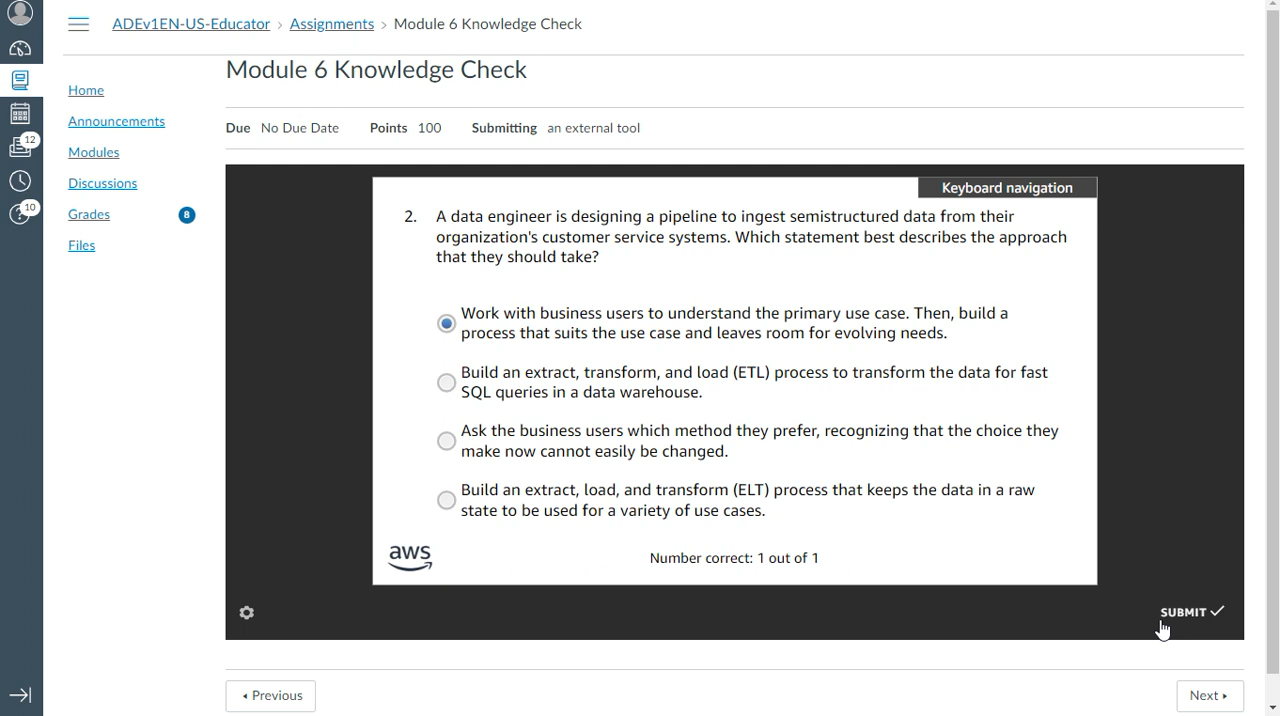 ADEv1EN-US-Educator > Assignments > Module 6 Knowledge Check
Module 6 Knowledge Check
Home
Announcements
Modules
Discussions
Grades 8
Files
12
10
Due No Due Date Points 100 Submitting an external tool
Keyboard navigation
2. A data engineer is designing a pipeline to ingest semistructured data from their
organization's customer service systems. Which statement best describes the approach
that they should take?
Work with business users to understand the primary use case. Then, build a
process that suits the use case and leaves room for evolving needs.
Build an extract, transform, and load (ETL) process to transform the data for fast
SQL queries in a data warehouse.
Ask the business users which method they prefer, recognizing that the choice they
make now cannot easily be changed.
Build an extract, load, and transform (ELT) process that keeps the data in a raw
state to be used for a variety of use cases.
aws
Number correct: 1 out of 1
SUBMIT
Previous
Next